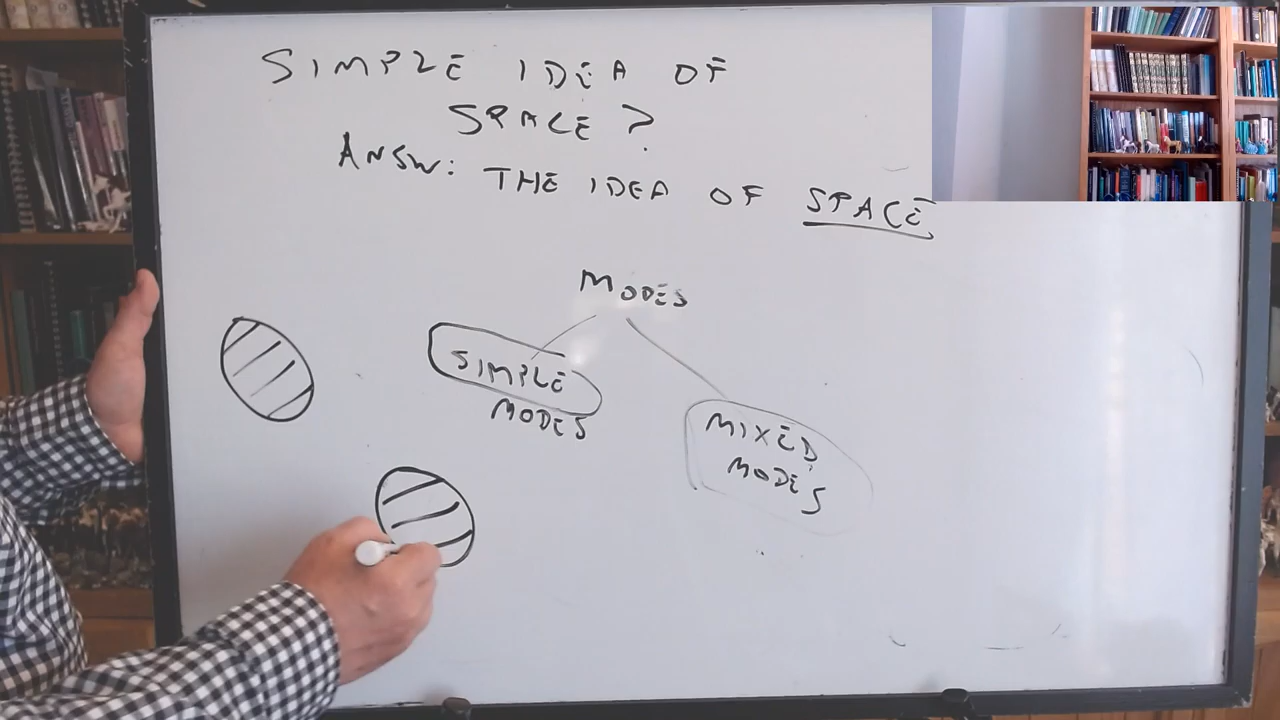 SIMPLE IDEA OF
SPACE?
ANSW: THE IDEA OF SPACE
MODES
SIMPLE
MODES
MIXED
MODES